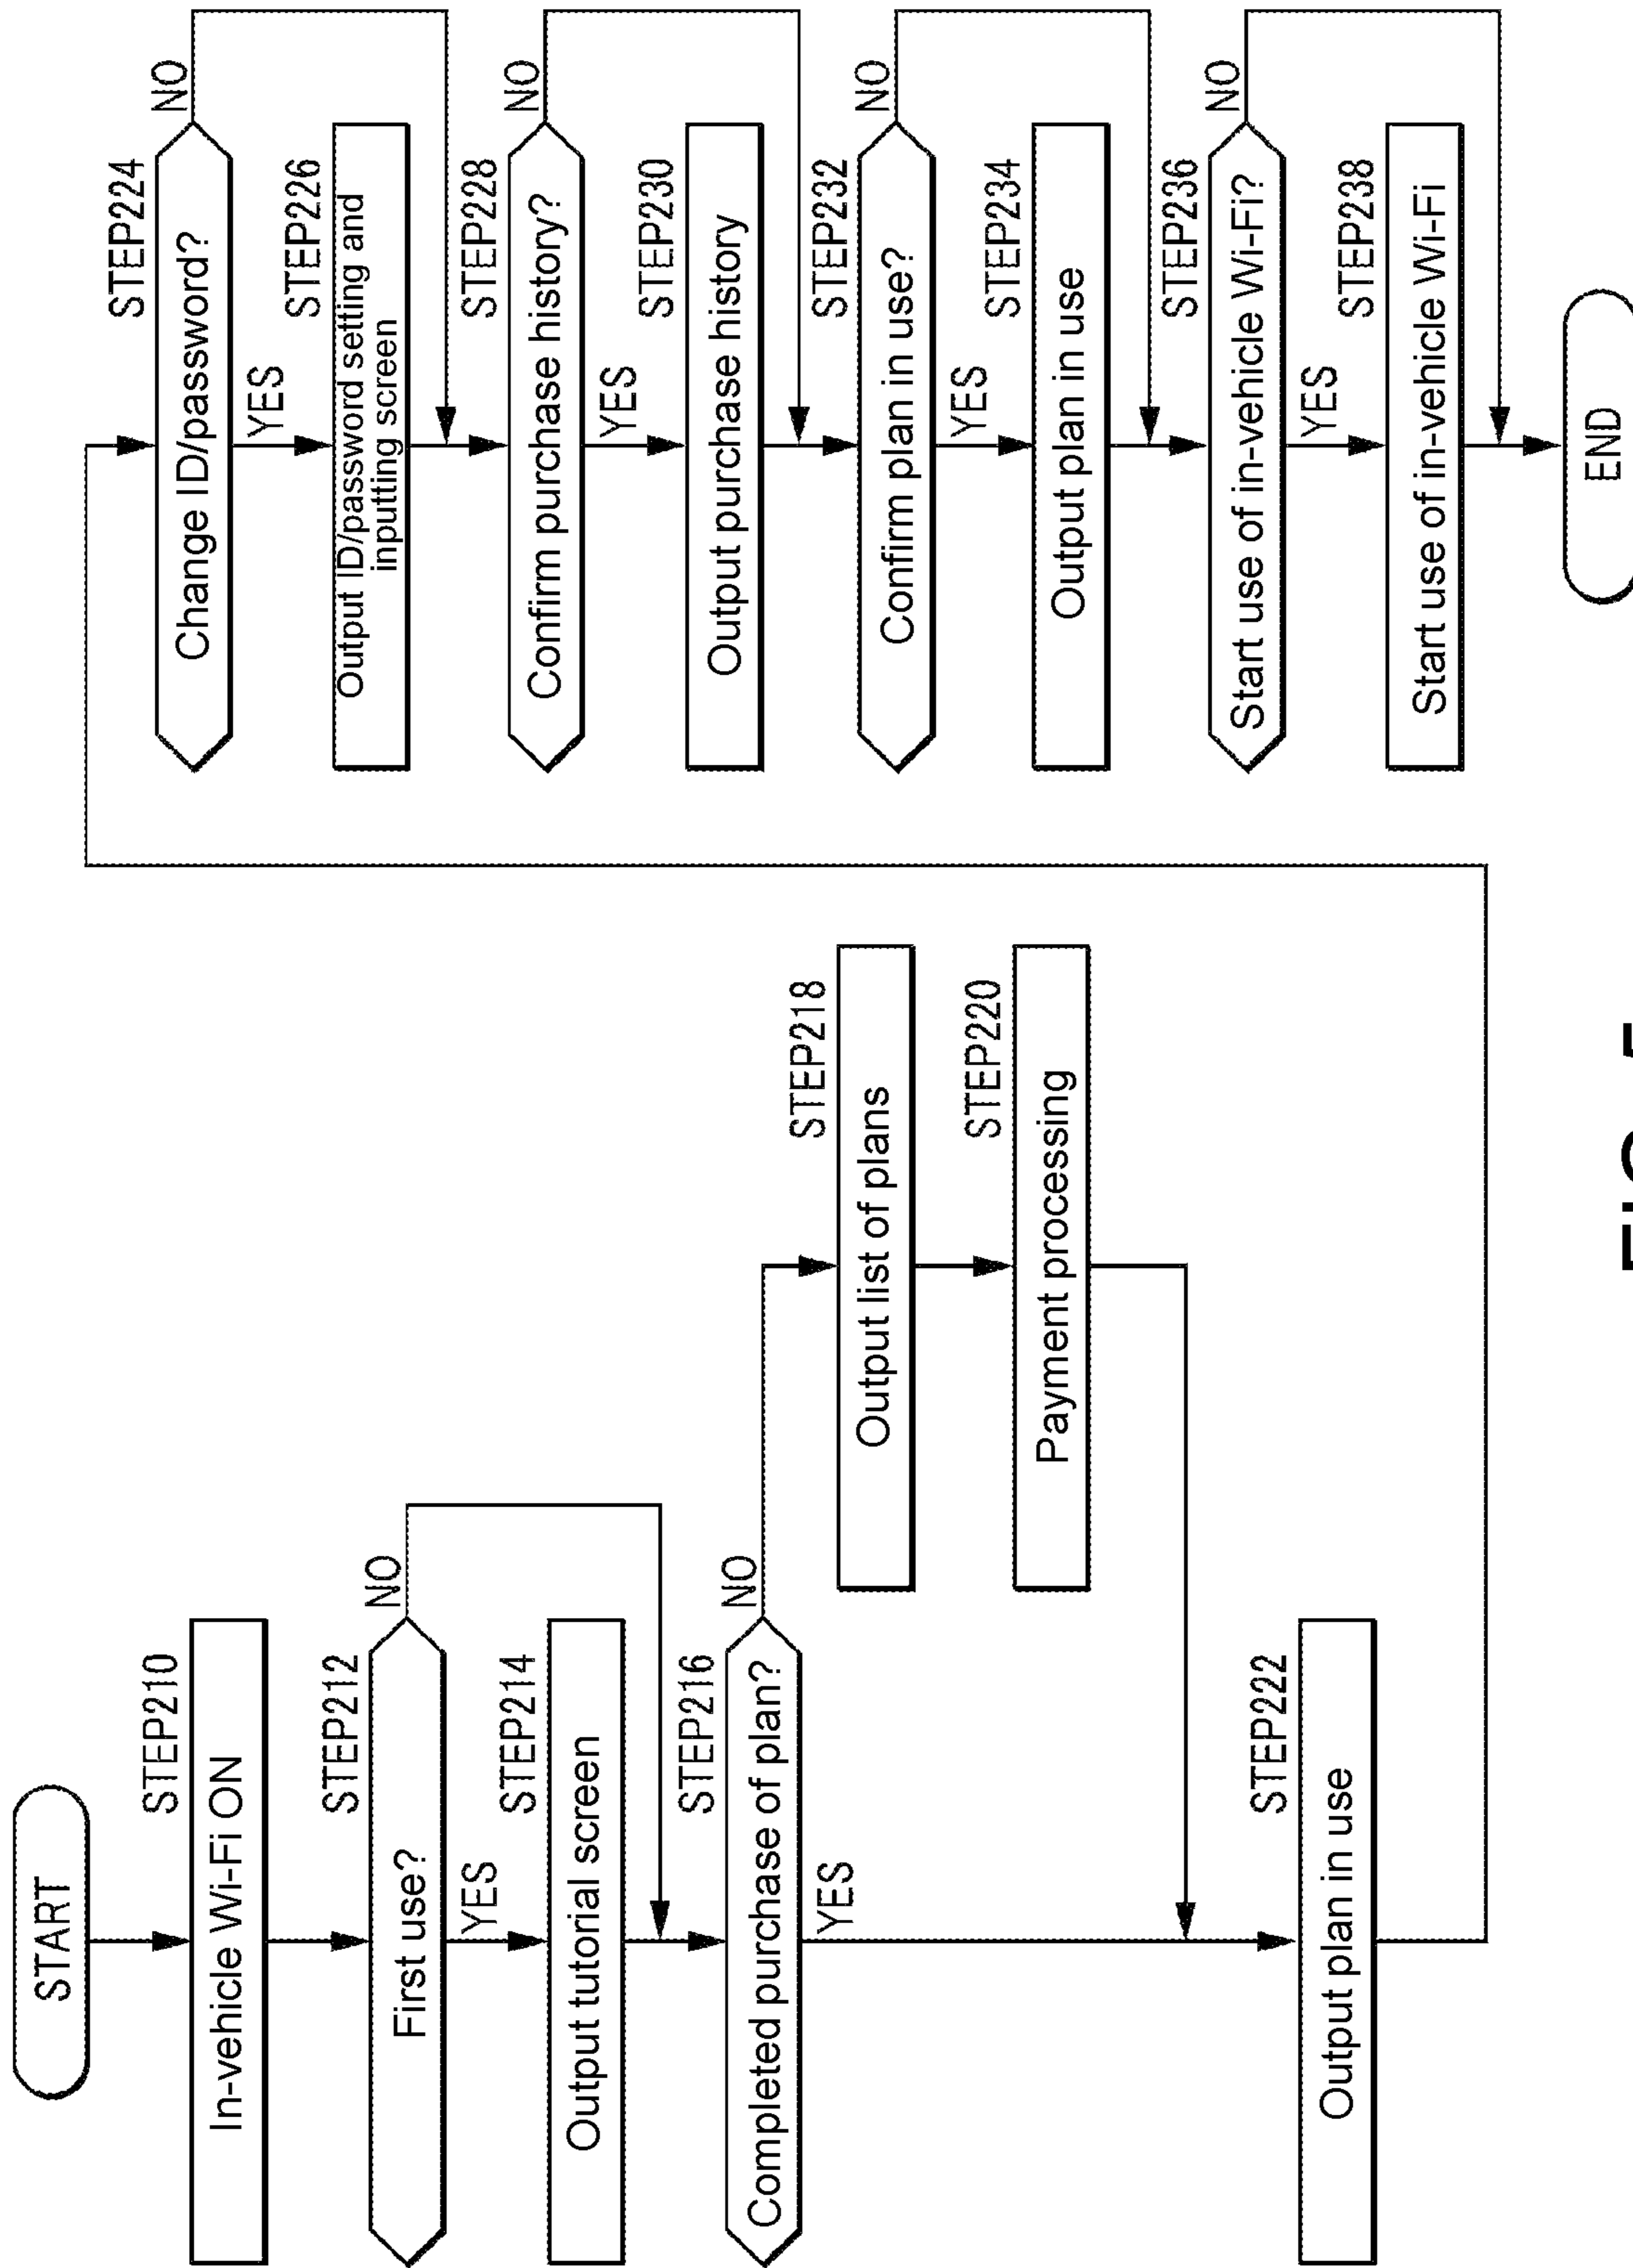 START
STEP210
In-vehicle Wi-Fi ON
STEP212
First use?
NO
YES
STEP214
Output tutorial screen
STEP216
Completed purchase of plan?
NO
YES
STEP218
Output list of plans
STEP220
Payment processing
STEP222
Output plan in use
STEP224
Change ID/password?
NO
YES
STEP226
Output ID/password setting and
inputting screen
STEP228
Confirm purchase history?
NO
YES
STEP230
Output purchase history
STEP232
Confirm plan in use?
NO
YES
STEP234
Output plan in use
STEP236
Start use of in-vehicle Wi-Fi?
NO
YES
STEP238
Start use of in-vehicle Wi-Fi
END